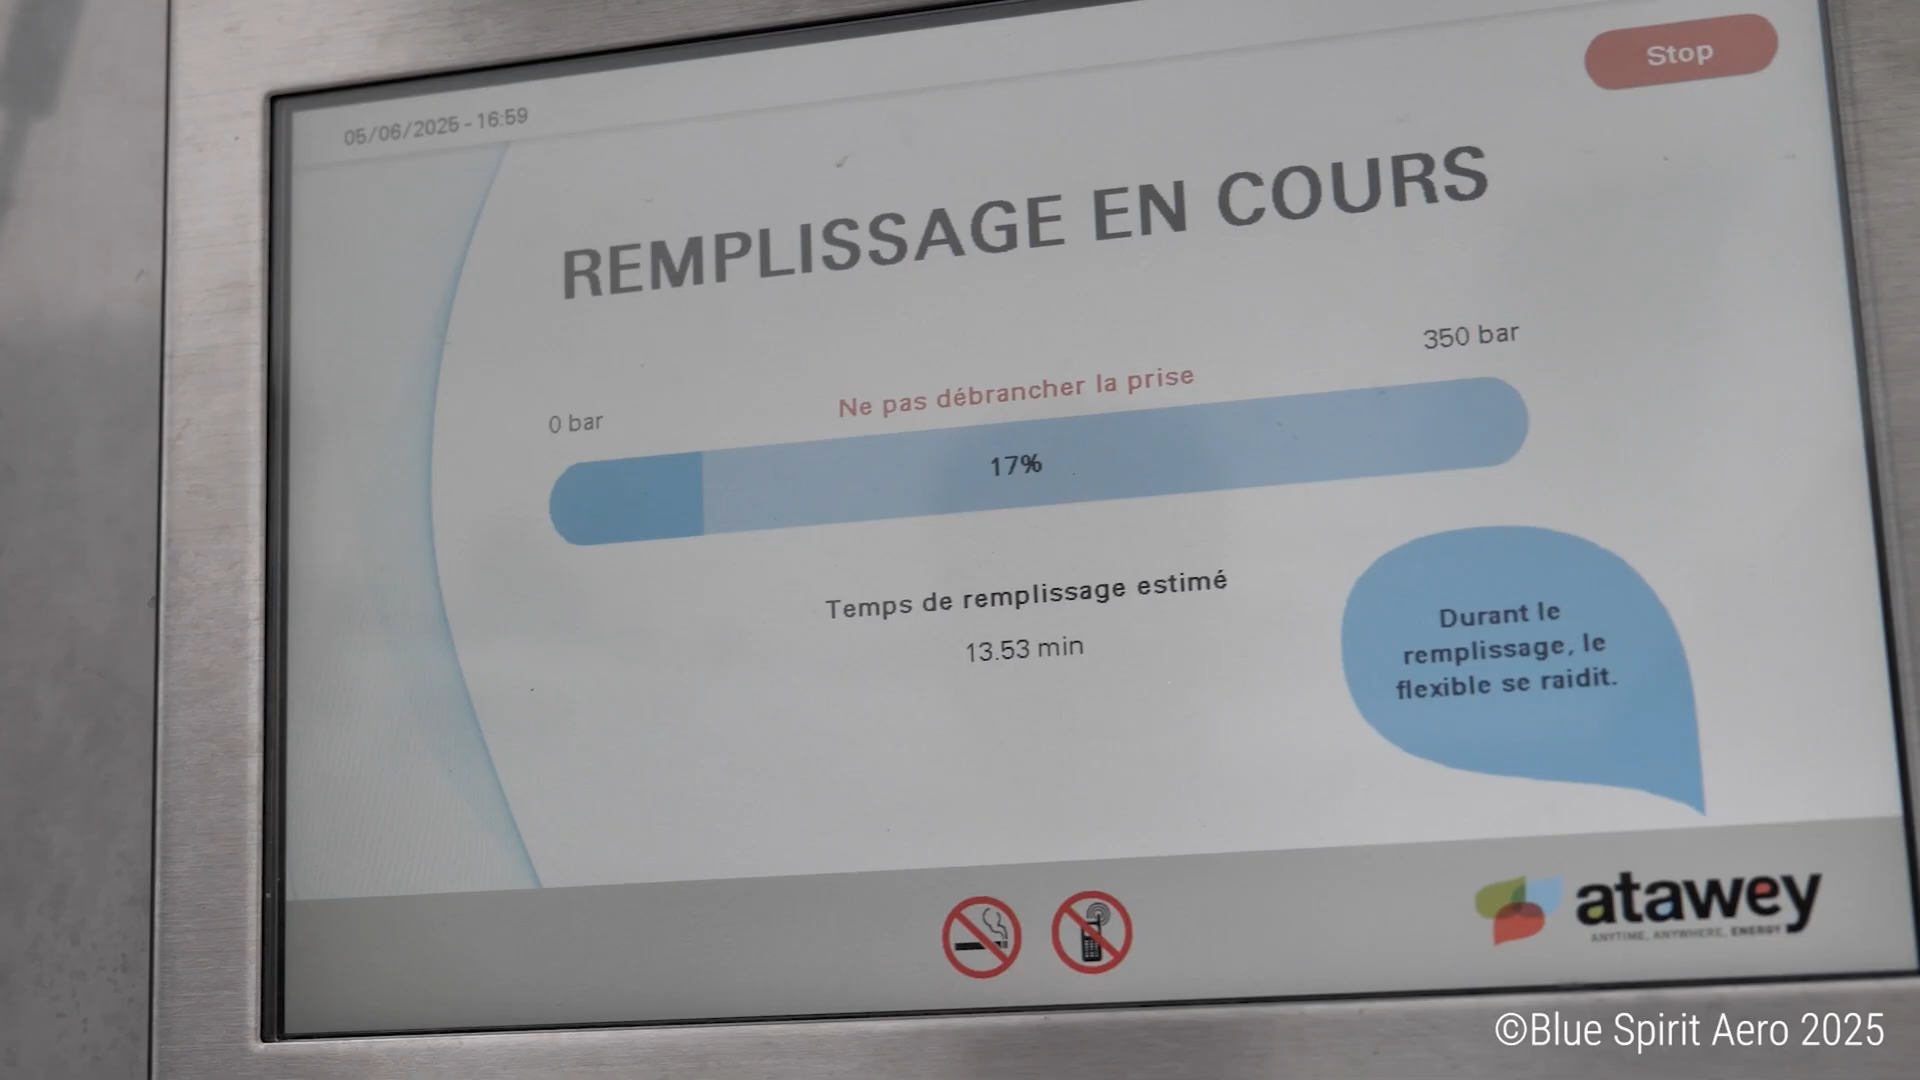 05/06/2025 - 16:59
Stop
REMPLISSAGE EN COURS
350 bar
Ne pas débrancher la prise
0 bar
17%
Temps de remplissage estimé
13.53 min
Durant le
remplissage, le
flexible se raidit.
atawey
ANYTIME, ANYWHERE, ENERGY
©Blue Spirit Aero 2025